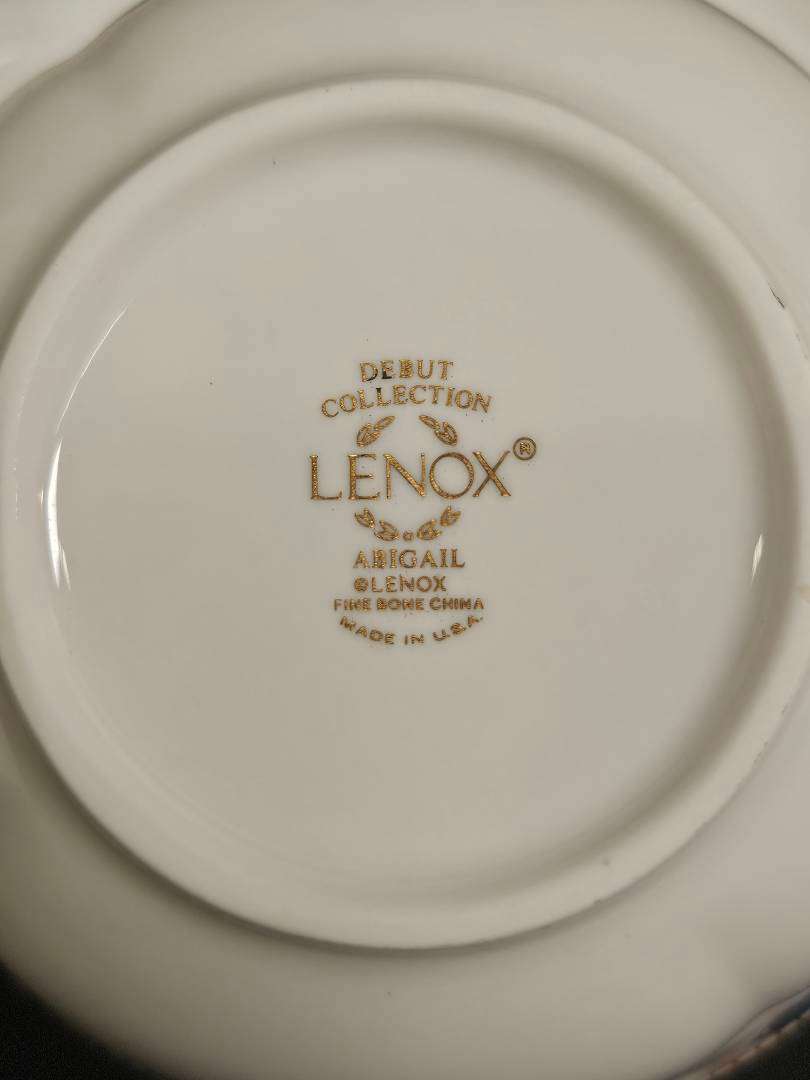 DEBUT
COLLECTION
LENOX®
ABIGAIL
©LENOX
FINE BONE CHINA
MADE IN U.S.A.